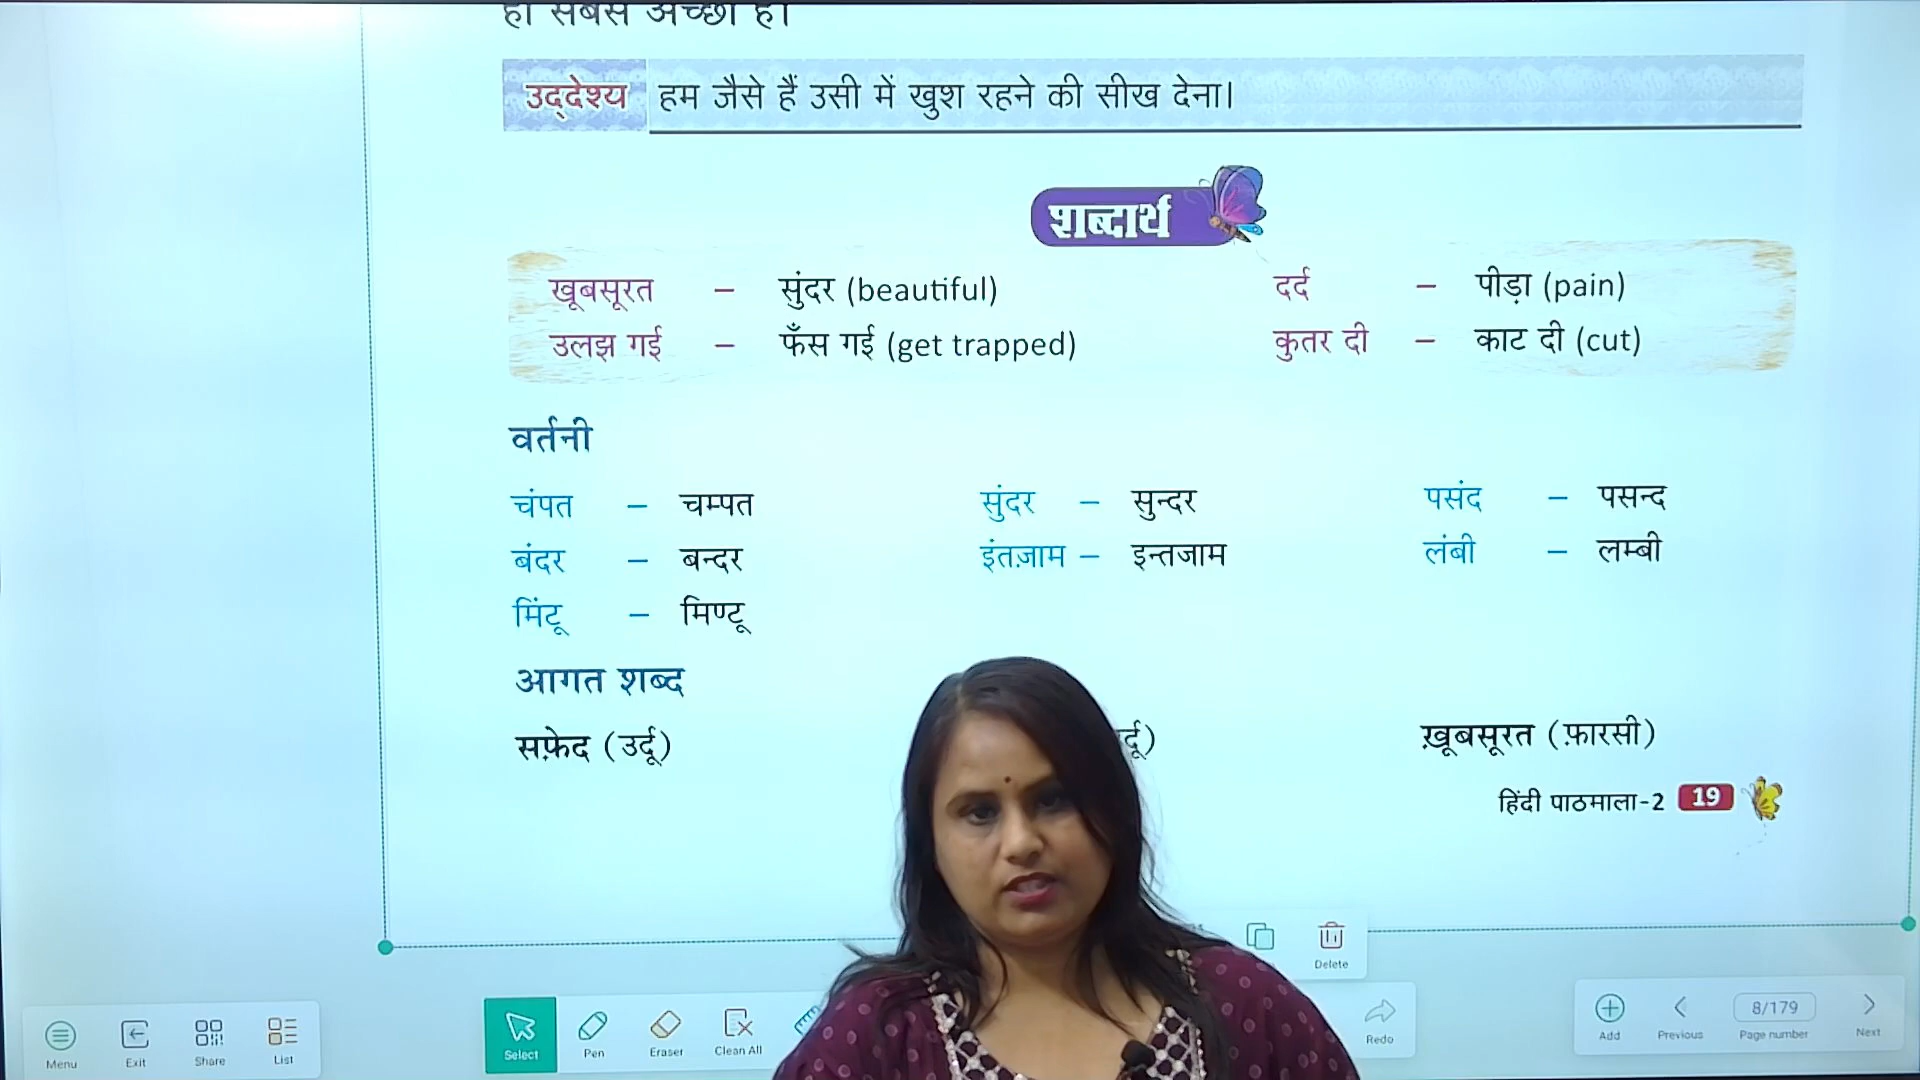 ही सबसे अच्छा है।
उद्देश्य हम जैसे हैं उसी में खुश रहने की सीख देना।
शब्दार्थ
खूबसूरत – सुंदर (beautiful) दर्द – पीड़ा (pain)
उलझ गई – फँस गई (get trapped) कुतर दी – काट दी (cut)
वर्तनी
चंपत – चम्पत सुंदर – सुन्दर पसंद – पसन्द
बंदर – बन्दर इंतज़ाम – इन्तजाम लंबी – लम्बी
मिंटू – मिण्टू
आगत शब्द
सफ़ेद (उर्दू) ख़ूबसूरत (फ़ारसी)
हिंदी पाठमाला-2 19
Delete
Menu Exit Share List Select Pen Eraser Clean All Redo Add Previous 8/179 Page number Next